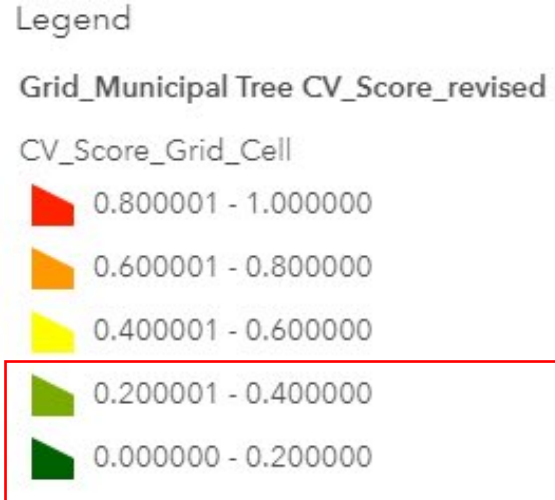 Legend
Grid_Municipal Tree CV_Score_revised
CV_Score_Grid_Cell
0.800001 - 1.000000
0.600001 - 0.800000
0.400001 - 0.600000
0.200001 - 0.400000
0.000000 - 0.200000